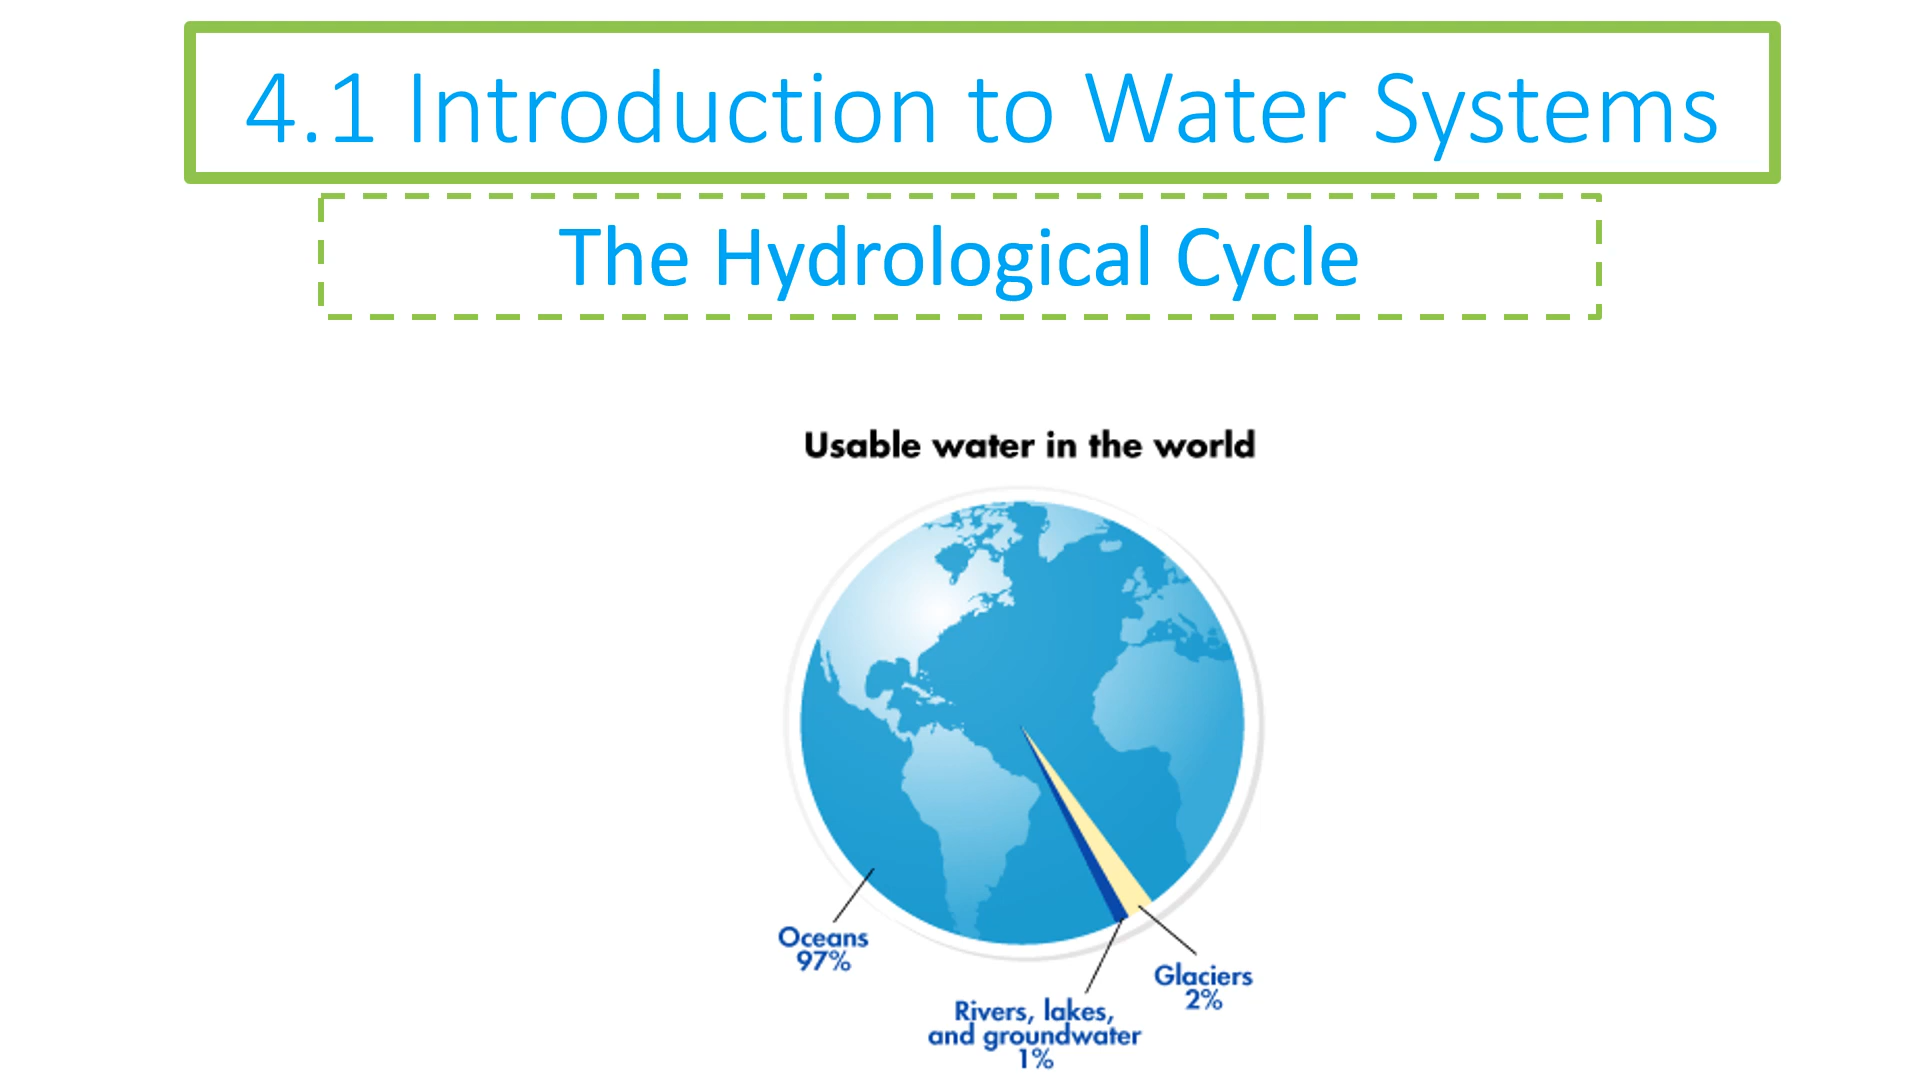 4.1 Introduction to Water Systems
The Hydrological Cycle
Usable water in the world
Oceans
97%
Glaciers
2%
Rivers, lakes,
and groundwater
1%